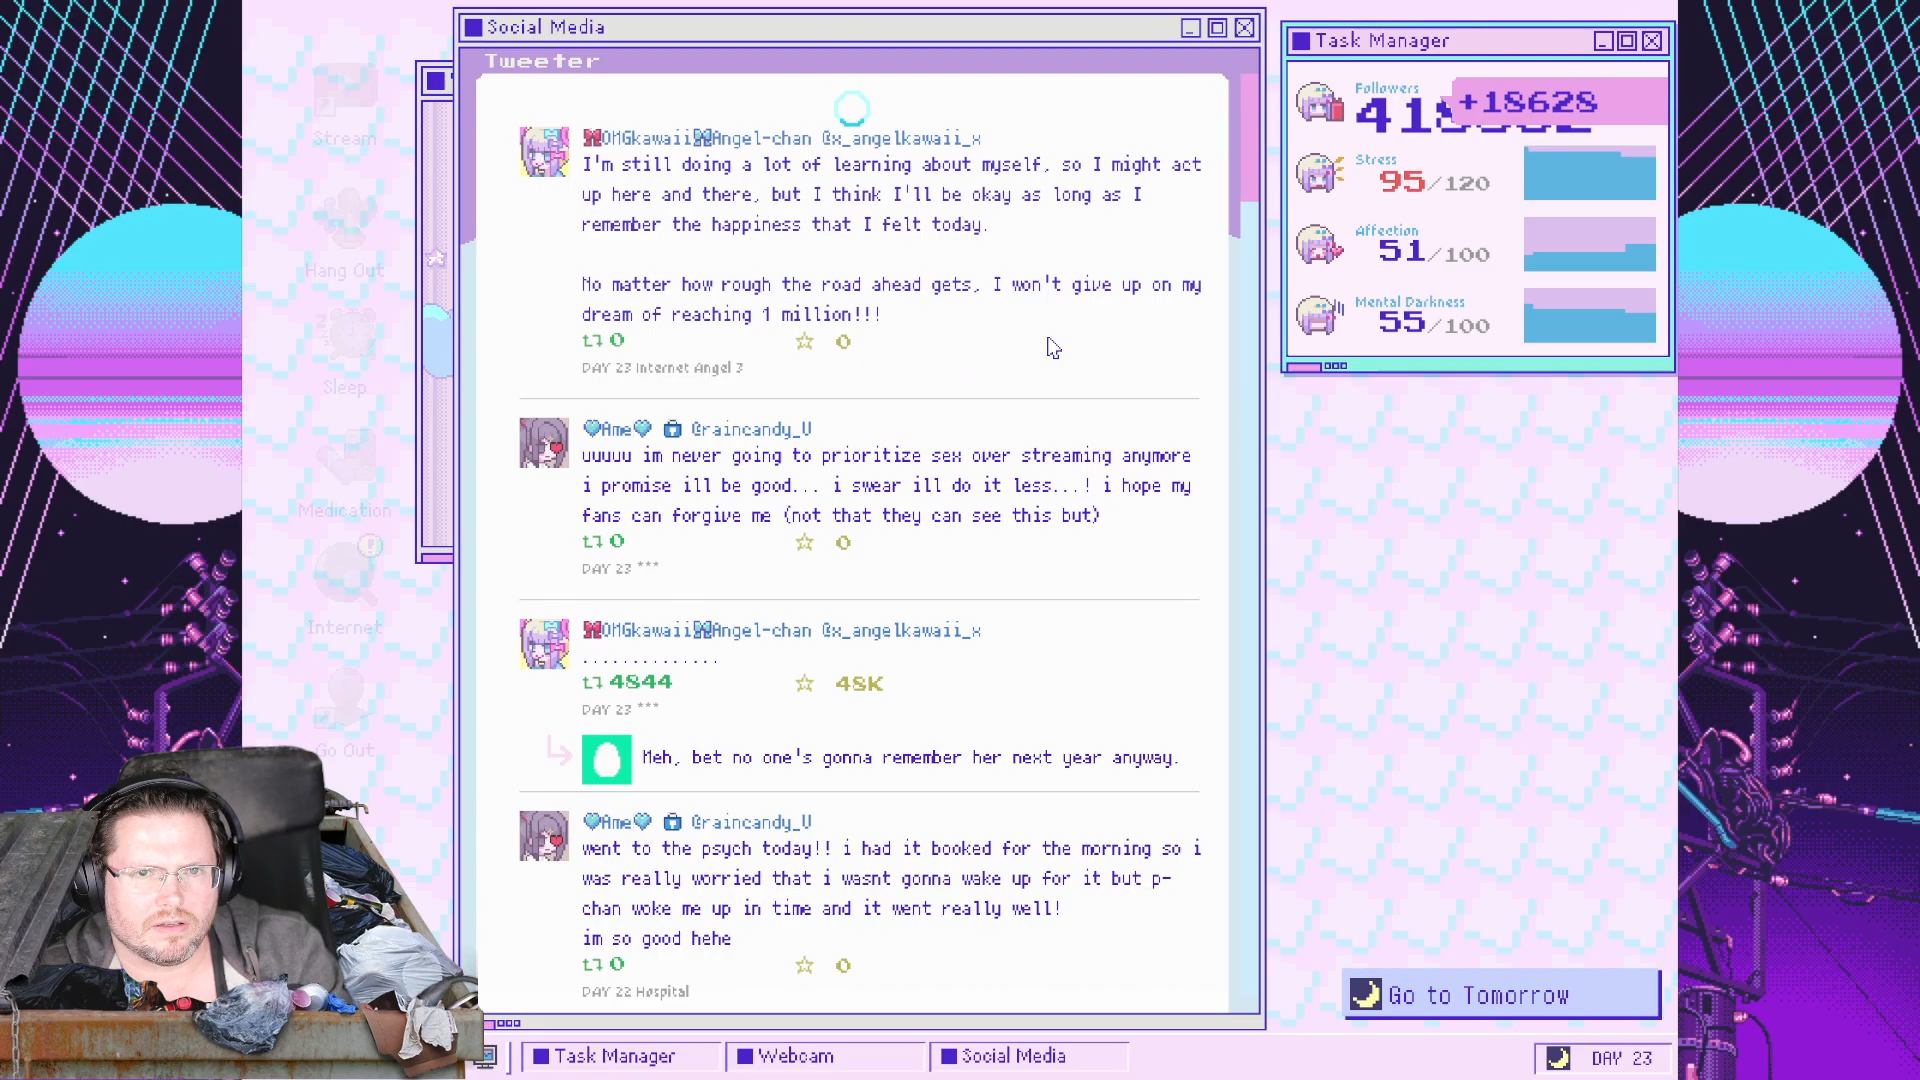 Social Media
Tweeter
OMGkawaiiAngel-chan @x_angelkawaii_x
I'm still doing a lot of learning about myself, so I might act
up here and there, but I think I'll be okay as long as I
remember the happiness that I felt today.
No matter how rough the road ahead gets, I won't give up on my
dream of reaching 1 million!!!
0 0
DAY 23 Internet Angel 3
Ame @raincandy_U
uuuuu im never going to prioritize sex over streaming anymore
i promise ill be good... i swear ill do it less...! i hope my
fans can forgive me (not that they can see this but)
0 0
DAY 23 ***
OMGkawaiiAngel-chan @x_angelkawaii_x
..............
4844 48K
DAY 23 ***
Meh, bet no one's gonna remember her next year anyway.
Ame @raincandy_U
went to the psych today!! i had it booked for the morning so i
was really worried that i wasnt gonna wake up for it but p-
chan woke me up in time and it went really well!
im so good hehe
0 0
DAY 22 Hospital
Task Manager
Followers
+18628
Stress
95/120
Affection
51/100
Mental Darkness
55/100
Stream
Hang Out
Sleep
Medication
Internet
Go Out
Go to Tomorrow
Task Manager
Webcam
Social Media
DAY 23